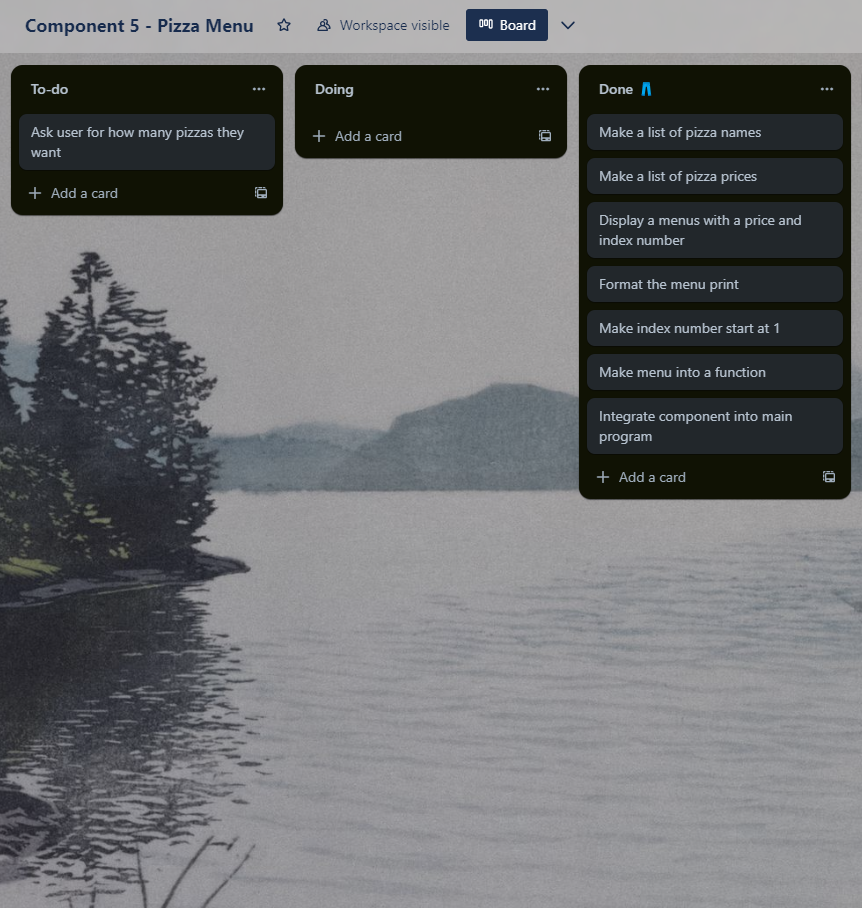 Component 5 - Pizza Menu
Workspace visible
Board
To-do
Ask user for how many pizzas they
want
Add a card
Doing
Add a card
Done 👖
Make a list of pizza names
Make a list of pizza prices
Display a menus with a price and
index number
Format the menu print
Make index number start at 1
Make menu into a function
Integrate component into main
program
Add a card